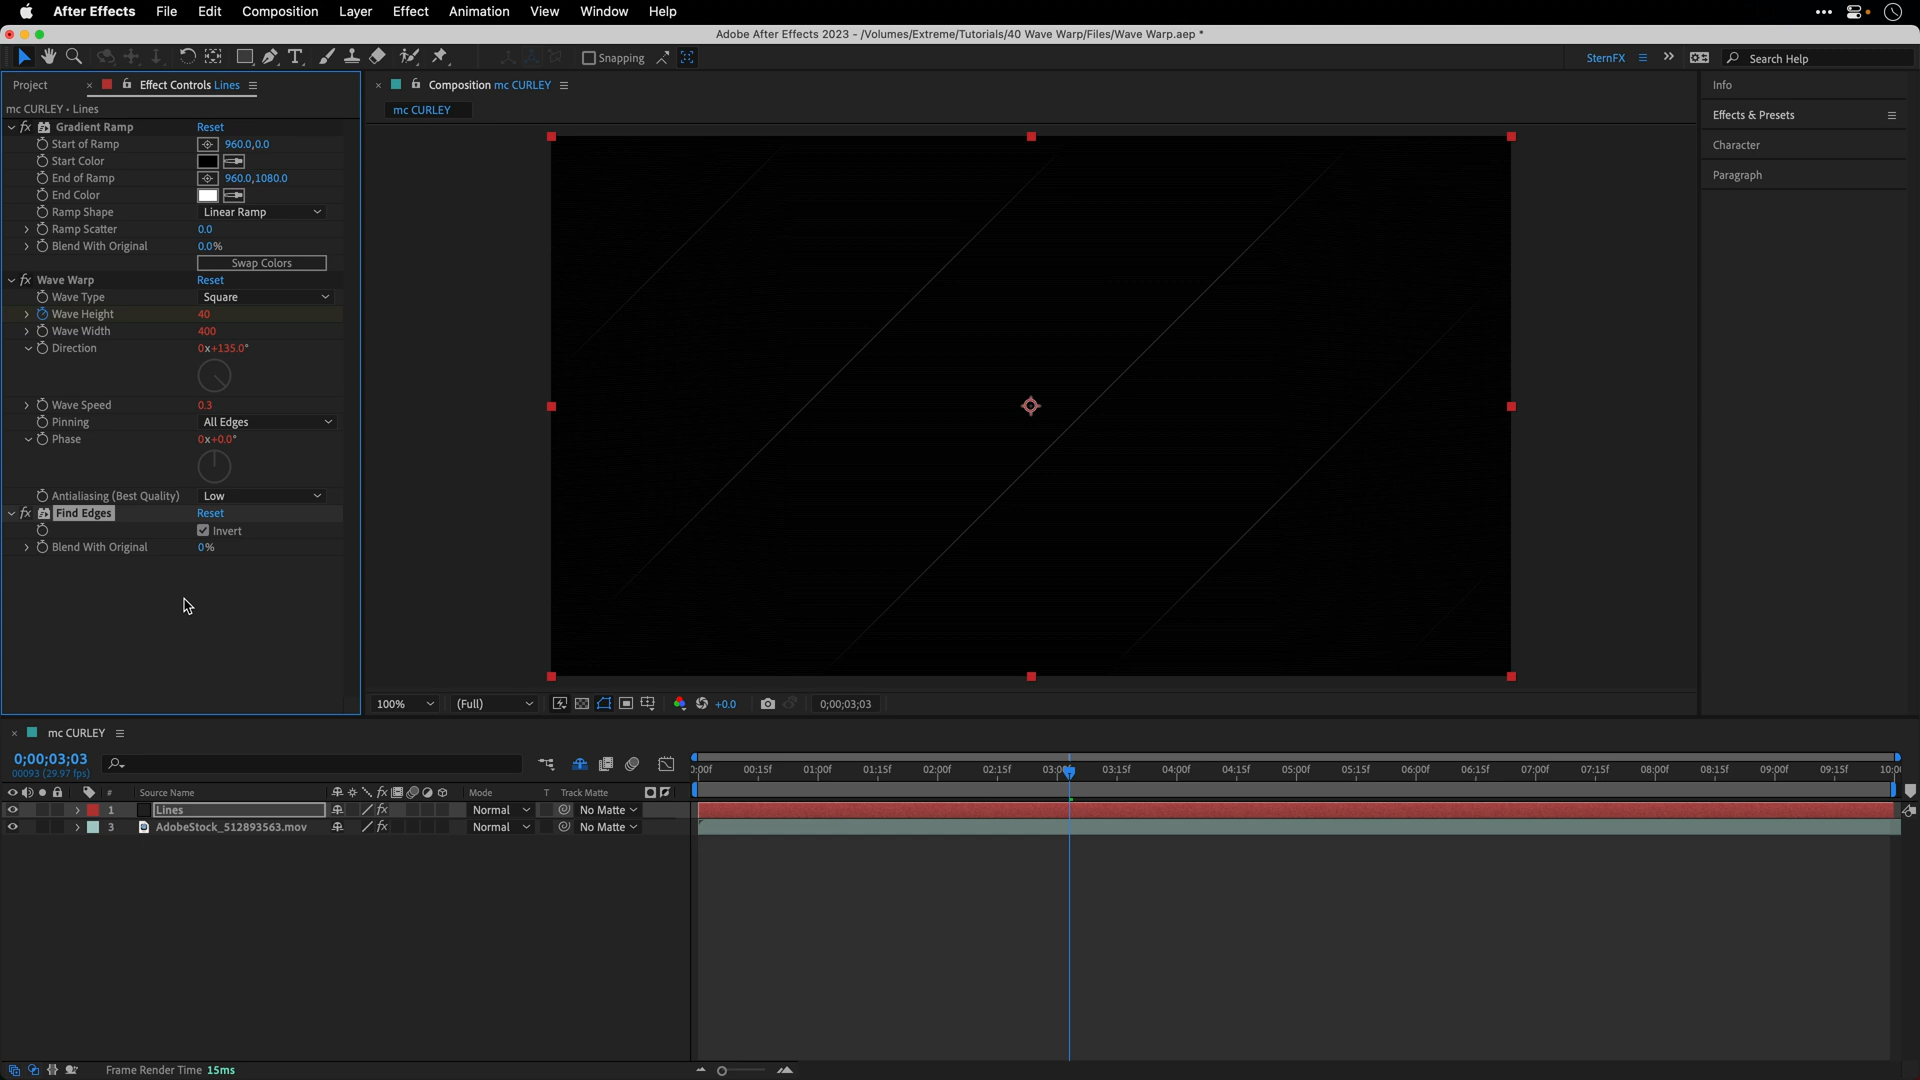 After Effects File Edit Composition Layer Effect Animation View Window Help
Adobe After Effects 2023 - /Volumes/Extreme/Tutorials/40 Wave Warp/Files/Wave Warp.aep *
Snapping SternFX Search Help
Project Effect Controls Lines Composition mc CURLEY Info
mc CURLEY • Lines mc CURLEY
Effects & Presets
Character
Paragraph
fx Gradient Ramp Reset
Start of Ramp 960.0,0.0
Start Color
End of Ramp 960.0,1080.0
End Color
Ramp Shape Linear Ramp
Ramp Scatter 0.0
Blend With Original 0.0%
Swap Colors
fx Wave Warp Reset
Wave Type Square
Wave Height 40
Wave Width 400
Direction 0x+135.0°
Wave Speed 0.3
Pinning All Edges
Phase 0x+0.0°
Antialiasing (Best Quality) Low
fx Find Edges Reset
Invert
Blend With Original 0%
100% (Full) +0.0 0;00;03;03
mc CURLEY
0;00;03;03
00093 (29.97 fps)
00:15f 01:00f 01:15f 02:00f 02:15f 03:15f 04:00f 04:15f 05:00f 05:15f 06:00f 06:15f 07:00f 07:15f 08:00f 08:15f 09:00f 09:15f
# Source Name fx Mode T Track Matte
1 Lines fx Normal No Matte
3 AdobeStock_512893563.mov fx Normal No Matte
Frame Render Time 15ms